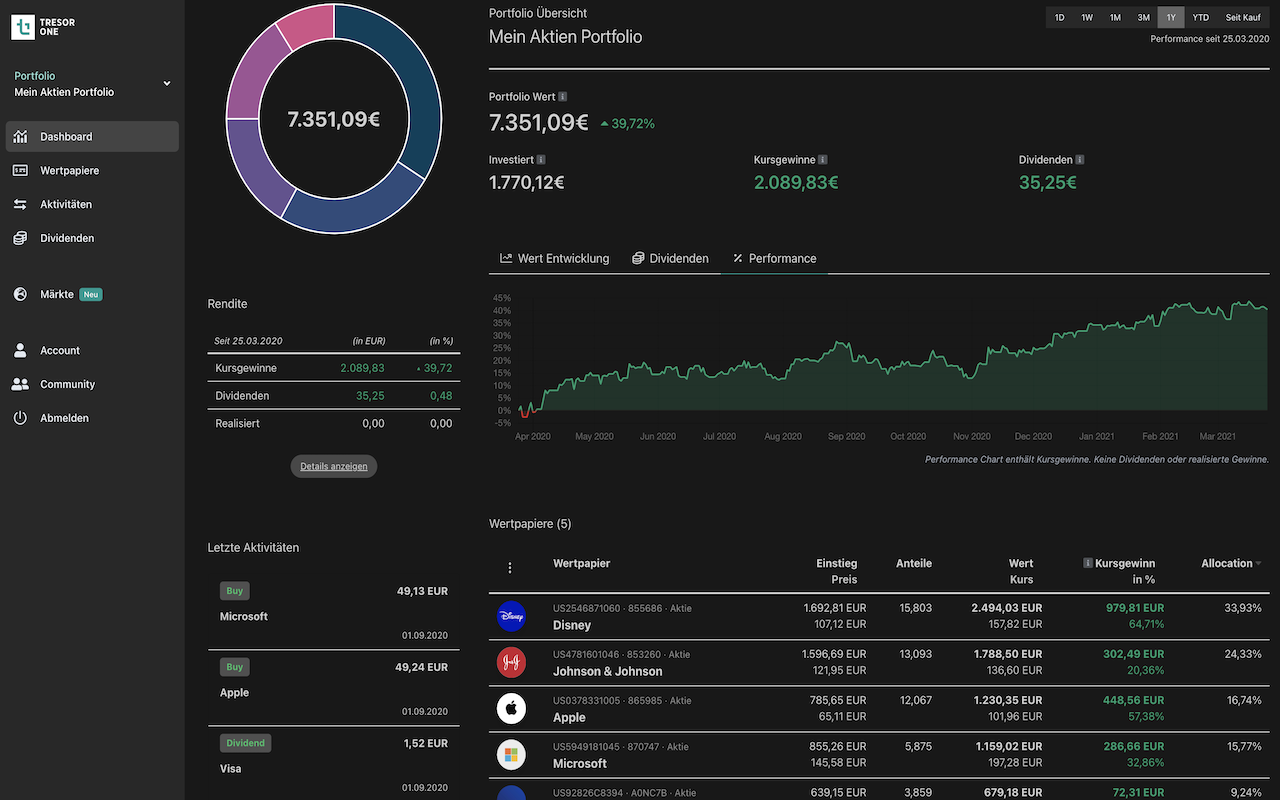 TRESOR
ONE
Portfolio
Mein Aktien Portfolio
Dashboard
Wertpapiere
Aktivitäten
Dividenden
Märkte Neu
Account
Community
Abmelden
7.351,09€
Rendite
Seit 25.03.2020 (in EUR) (in %)
Kursgewinne 2.089,83 39,72
Dividenden 35,25 0,48
Realisiert 0,00 0,00
Details anzeigen
Letzte Aktivitäten
Buy 49,13 EUR
Microsoft
01.09.2020
Buy 49,24 EUR
Apple
01.09.2020
Dividend 1,52 EUR
Visa
01.09.2020
Portfolio Übersicht
Mein Aktien Portfolio
1D 1W 1M 3M 1Y YTD Seit Kauf
Performance seit 25.03.2020
Portfolio Wert i
7.351,09€ 39,72%
Investiert i Kursgewinne i Dividenden i
1.770,12€ 2.089,83€ 35,25€
Wert Entwicklung Dividenden Performance
45%
40%
35%
30%
25%
20%
15%
10%
5%
0%
-5%
Apr 2020 May 2020 Jun 2020 Jul 2020 Aug 2020 Sep 2020 Oct 2020 Nov 2020 Dec 2020 Jan 2021 Feb 2021 Mar 2021
Performance Chart enthält Kursgewinne. Keine Dividenden oder realisierte Gewinne.
Wertpapiere (5)
Wertpapier Einstieg Anteile Wert i Kursgewinn Allocation
Preis Kurs in %
US2546871060 · 855686 · Aktie 1.692,81 EUR 15,803 2.494,03 EUR 979,81 EUR 33,93%
Disney Disney 107,12 EUR 157,82 EUR 64,71%
US4781601046 · 853260 · Aktie 1.596,69 EUR 13,093 1.788,50 EUR 302,49 EUR 24,33%
J&J Johnson & Johnson 121,95 EUR 136,60 EUR 20,36%
US0378331005 · 865985 · Aktie 785,65 EUR 12,067 1.230,35 EUR 448,56 EUR 16,74%
Apple 65,11 EUR 101,96 EUR 57,38%
US5949181045 · 870747 · Aktie 855,26 EUR 5,875 1.159,02 EUR 286,66 EUR 15,77%
Microsoft 145,58 EUR 197,28 EUR 32,86%
US92826C8394 · A0NC7B · Aktie 639,15 EUR 3,859 679,18 EUR 72,31 EUR 9,24%